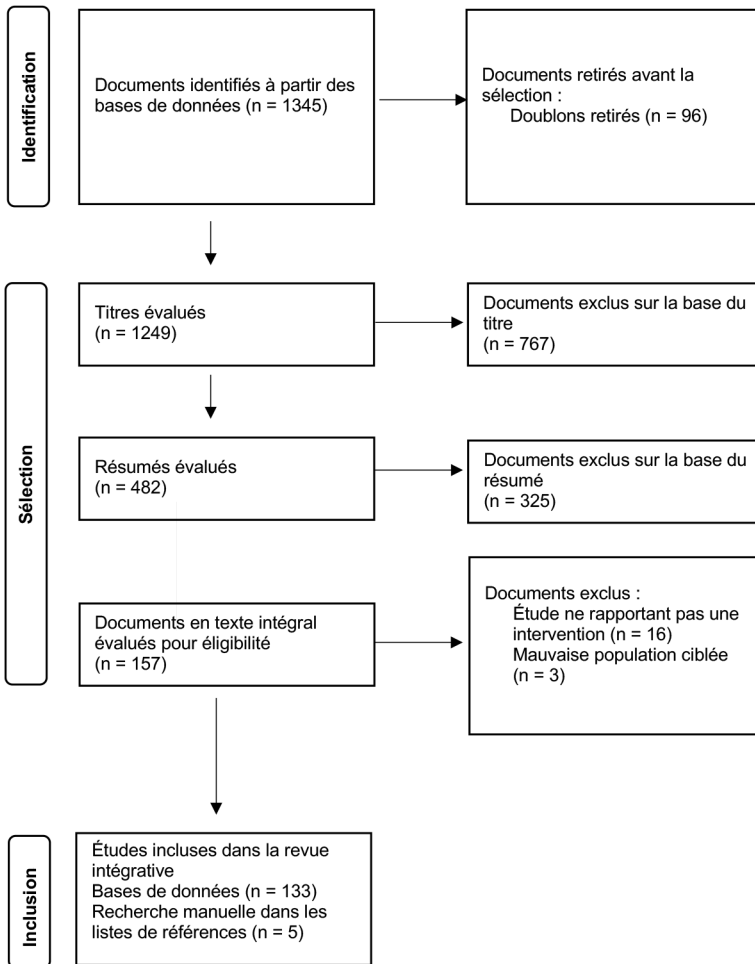 Identification
Documents identifiés à partir des
bases de données (n = 1345)
Documents retirés avant la
sélection :
Doublons retirés (n = 96)
Sélection
Titres évalués
(n = 1249)
Documents exclus sur la base du
titre
(n = 767)
Résumés évalués
(n = 482)
Documents exclus sur la base du
résumé
(n = 325)
Documents en texte intégral
évalués pour éligibilité
(n = 157)
Documents exclus :
Étude ne rapportant pas une
intervention (n = 16)
Mauvaise population ciblée
(n = 3)
Inclusion
Études incluses dans la revue
intégrative
Bases de données (n = 133)
Recherche manuelle dans les
listes de références (n = 5)